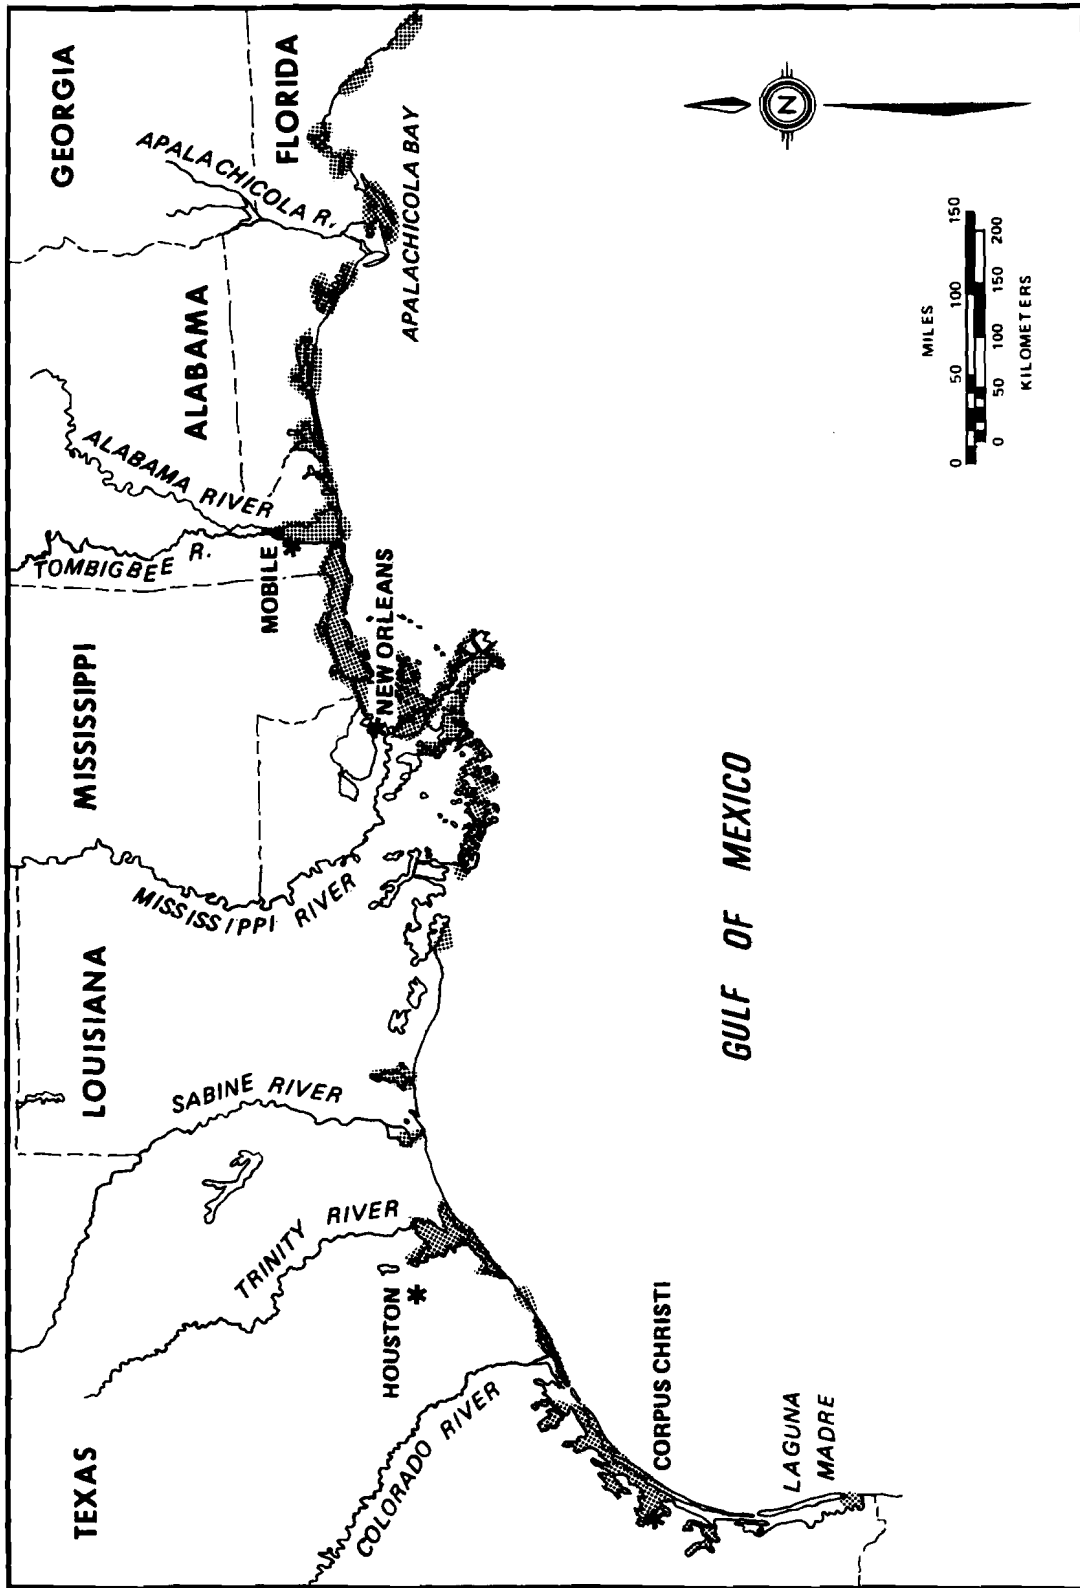 TEXAS
LOUISIANA
MISSISSIPPI
ALABAMA
GEORGIA
FLORIDA
COLORADO RIVER
TRINITY RIVER
SABINE RIVER
MISSISSIPPI RIVER
TOMBIGBEE R.
ALABAMA RIVER
APALACHICOLA R.
HOUSTON
MOBILE
NEW ORLEANS
APALACHICOLA BAY
CORPUS CHRISTI
LAGUNA
MADRE
GULF OF MEXICO
N
MILES
0 50 100 150
0 50 100 150 200
KILOMETERS